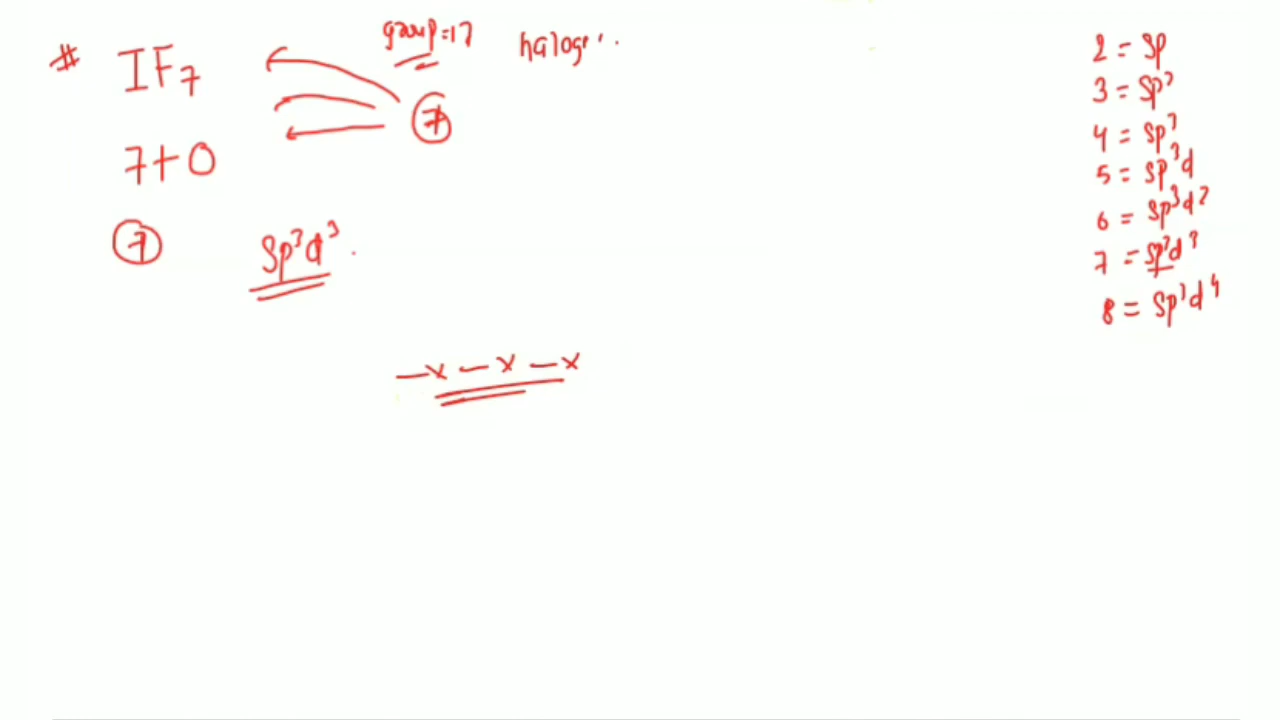 # IF₇
group=17
haloge
7
7+0
7
sp³d³
—x—x—x
2 = sp
3 = sp²
4 = sp³
5 = sp³d
6 = sp³d²
7 = sp³d³
8 = sp³d⁴